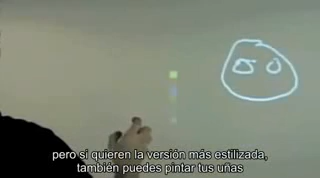 pero si quieren la versión más estilizada,
también puedes pintar tus uñas